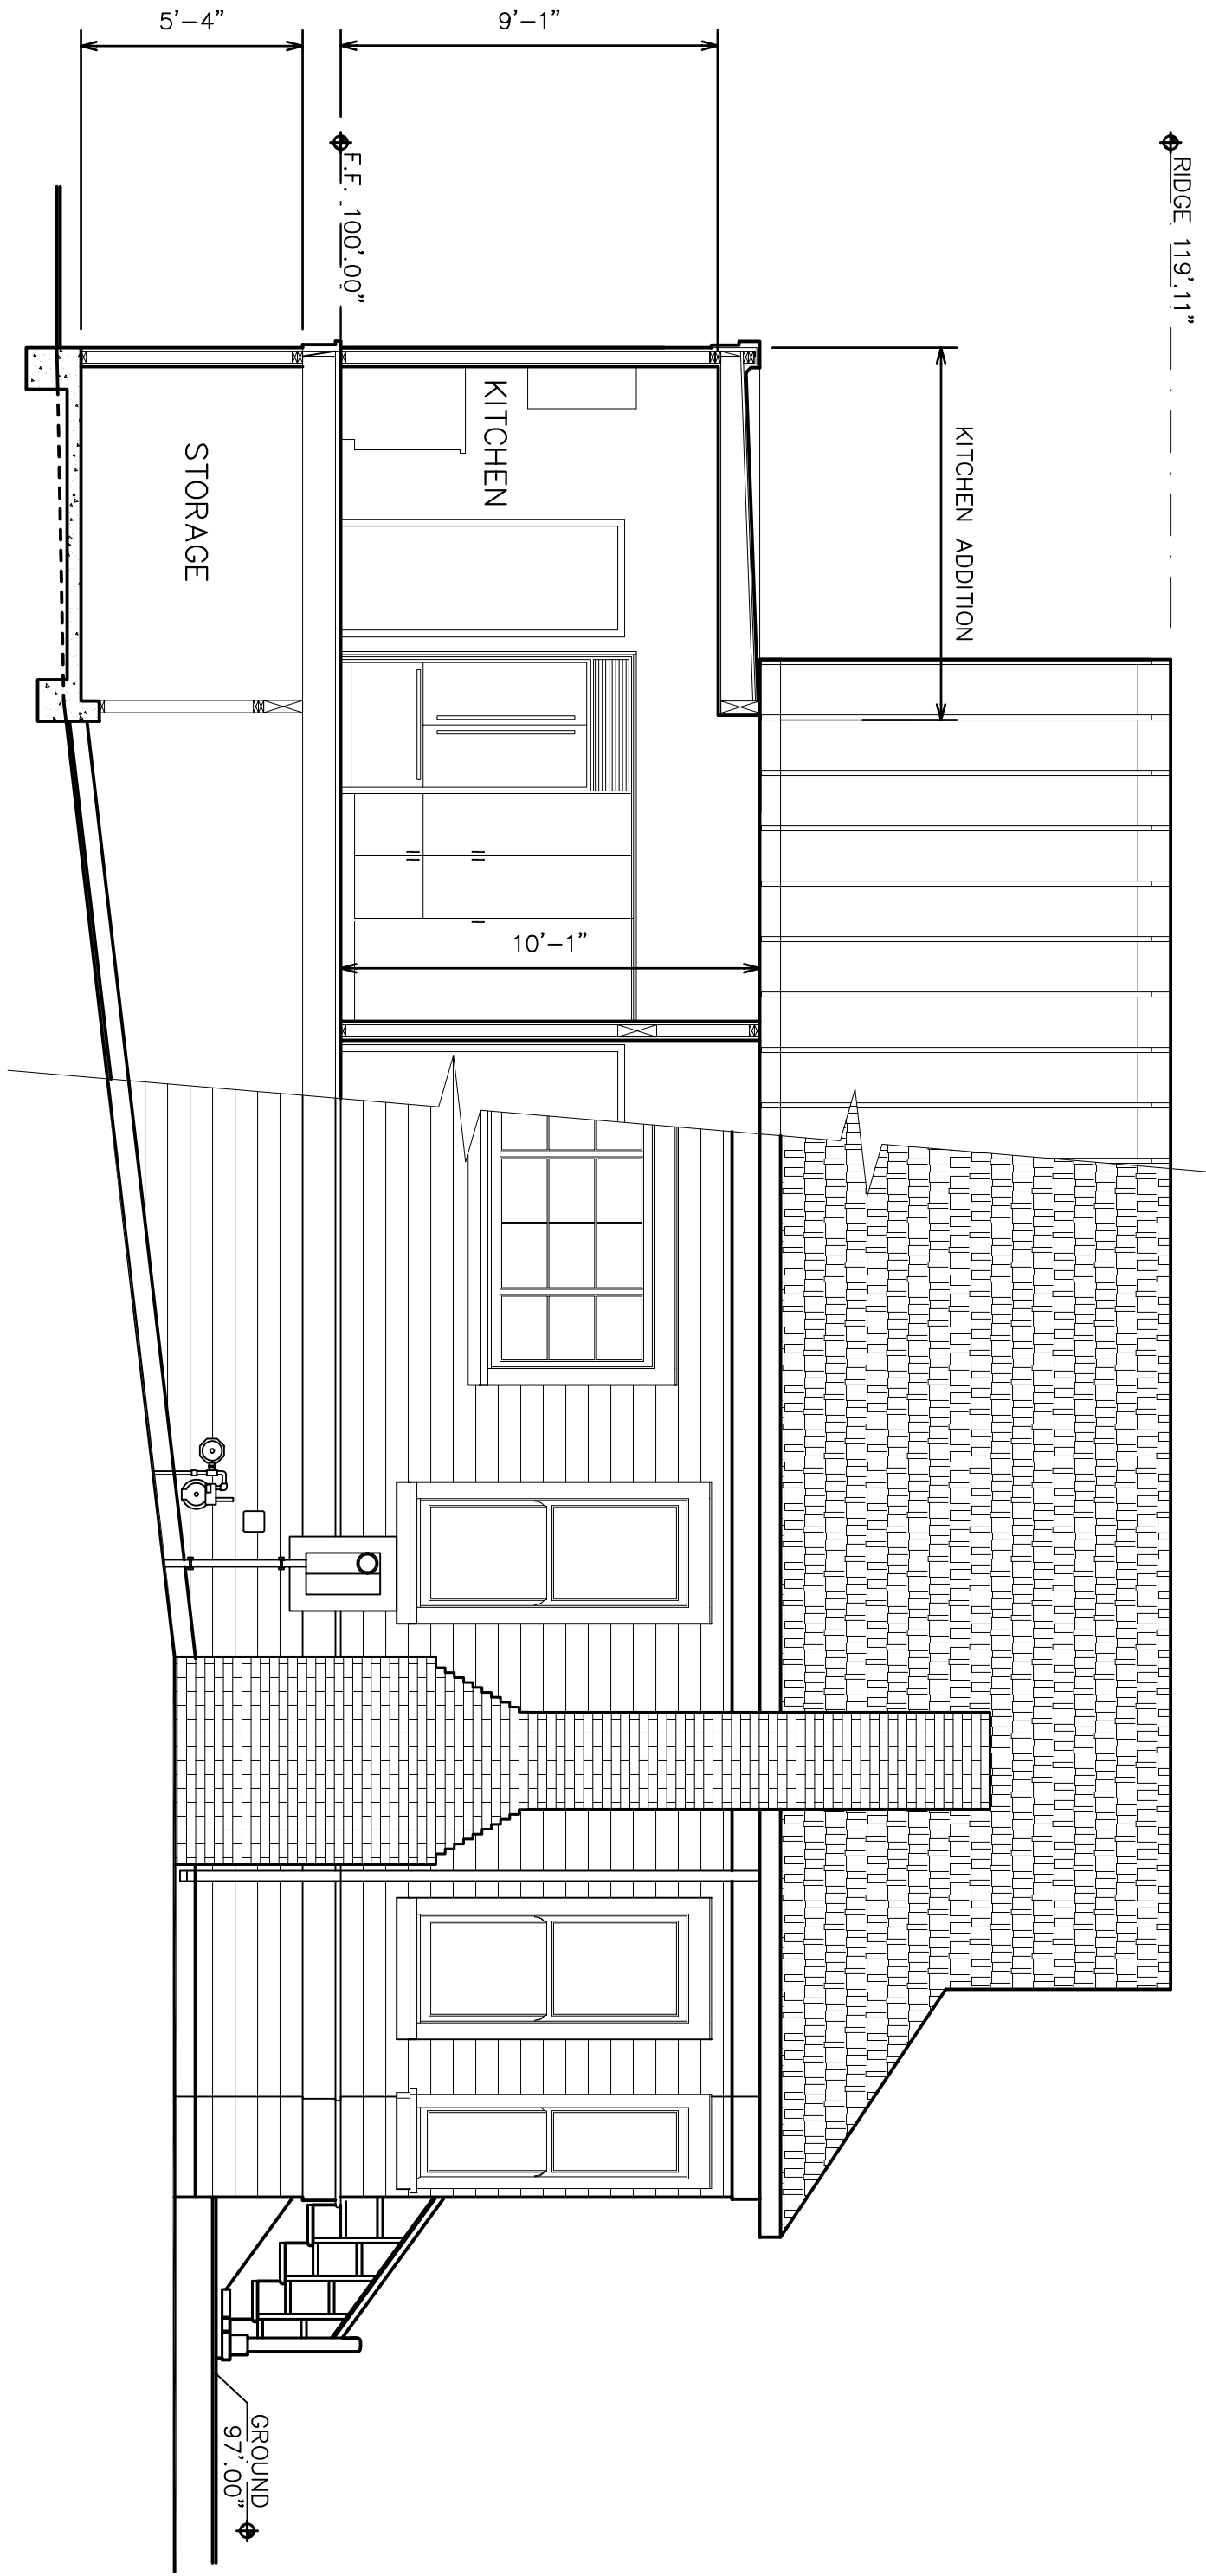 RIDGE 119'.11"
KITCHEN ADDITION
9'-1"
F.F. 100'.00"
KITCHEN
10'-1"
5'-4"
STORAGE
GROUND
97'.00"